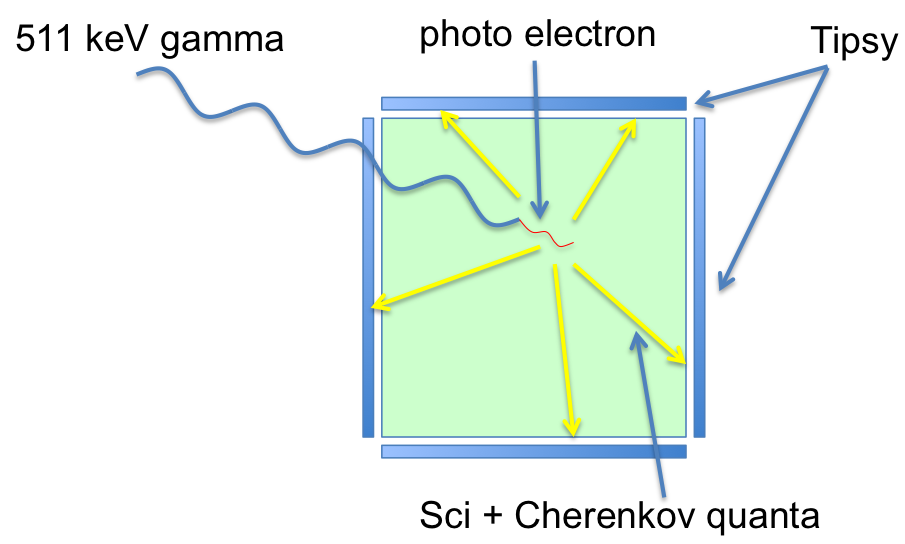 511 keV gamma
photo electron
Tipsy
Sci + Cherenkov quanta